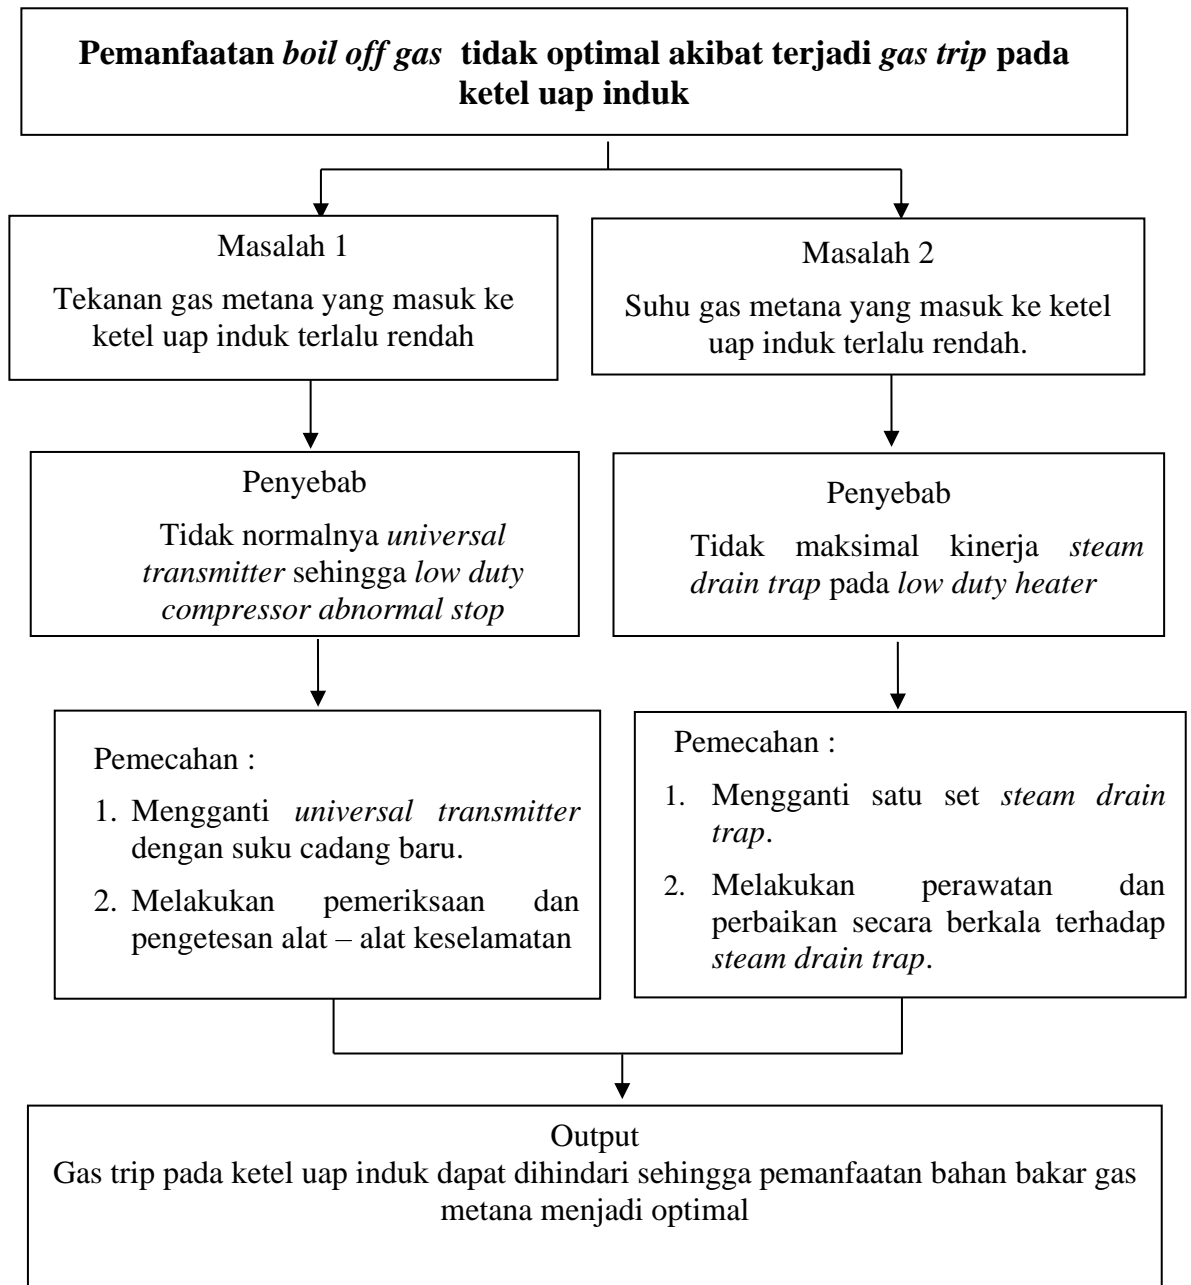 Pemanfaatan boil off gas tidak optimal akibat terjadi gas trip pada
ketel uap induk
Masalah 1
Tekanan gas metana yang masuk ke
ketel uap induk terlalu rendah
Masalah 2
Suhu gas metana yang masuk ke ketel
uap induk terlalu rendah.
Penyebab
Tidak normalnya universal
transmitter sehingga low duty
compressor abnormal stop
Penyebab
Tidak maksimal kinerja steam
drain trap pada low duty heater
Pemecahan :
1. Mengganti universal transmitter
dengan suku cadang baru.
2. Melakukan pemeriksaan dan
pengetesan alat – alat keselamatan
Pemecahan :
1. Mengganti satu set steam drain
trap.
2. Melakukan perawatan dan
perbaikan secara berkala terhadap
steam drain trap.
Output
Gas trip pada ketel uap induk dapat dihindari sehingga pemanfaatan bahan bakar gas
metana menjadi optimal